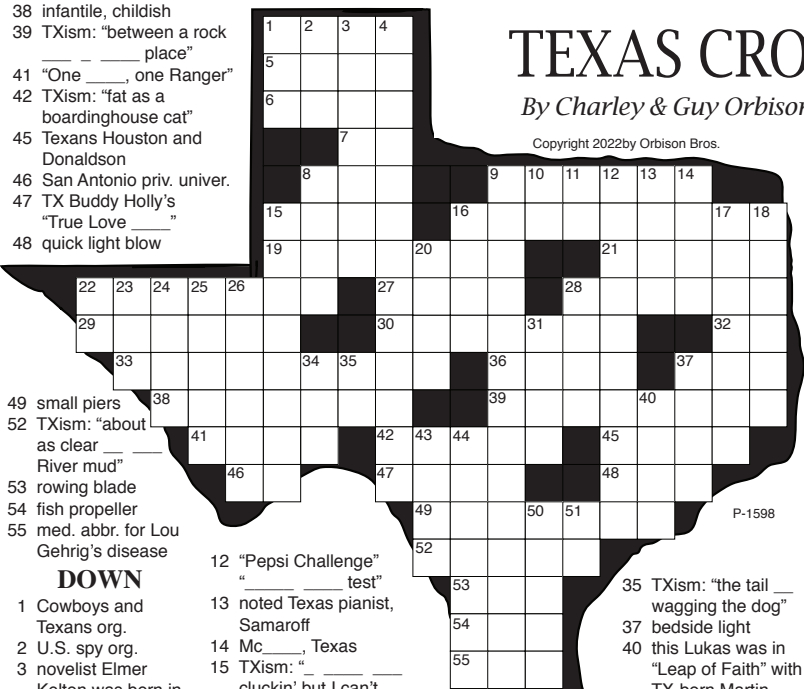 38 infantile, childish
39 TXism: “between a rock
___ _ ____ place”
41 “One ____, one Ranger”
42 TXism: “fat as a
boardinghouse cat”
45 Texans Houston and
Donaldson
46 San Antonio priv. univer.
47 TX Buddy Holly’s
“True Love ____”
48 quick light blow
TEXAS CRO
By Charley & Guy Orbison
Copyright 2022by Orbison Bros.
1 2 3 4
5
6
7
8 9 10 11 12 13 14
15 16 17 18
19 20 21
22 23 24 25 26 27 28
29 30 31 32
33 34 35 36 37
38 39 40
41 42 43 44 45
46 47 48
49 50 51
52
53
54
55
P-1598
49 small piers
52 TXism: “about
as clear __ ___
River mud”
53 rowing blade
54 fish propeller
55 med. abbr. for Lou
Gehrig’s disease
DOWN
1 Cowboys and
Texans org.
2 U.S. spy org.
3 novelist Elmer
Kelton was born in
12 “Pepsi Challenge”
“_____ ____ test”
13 noted Texas pianist,
Samaroff
14 Mc____, Texas
15 TXism: “_ ____ ___
cluckin’ but I can’t
35 TXism: “the tail __
wagging the dog”
37 bedside light
40 this Lukas was in
“Leap of Faith” with
TX-born Martin